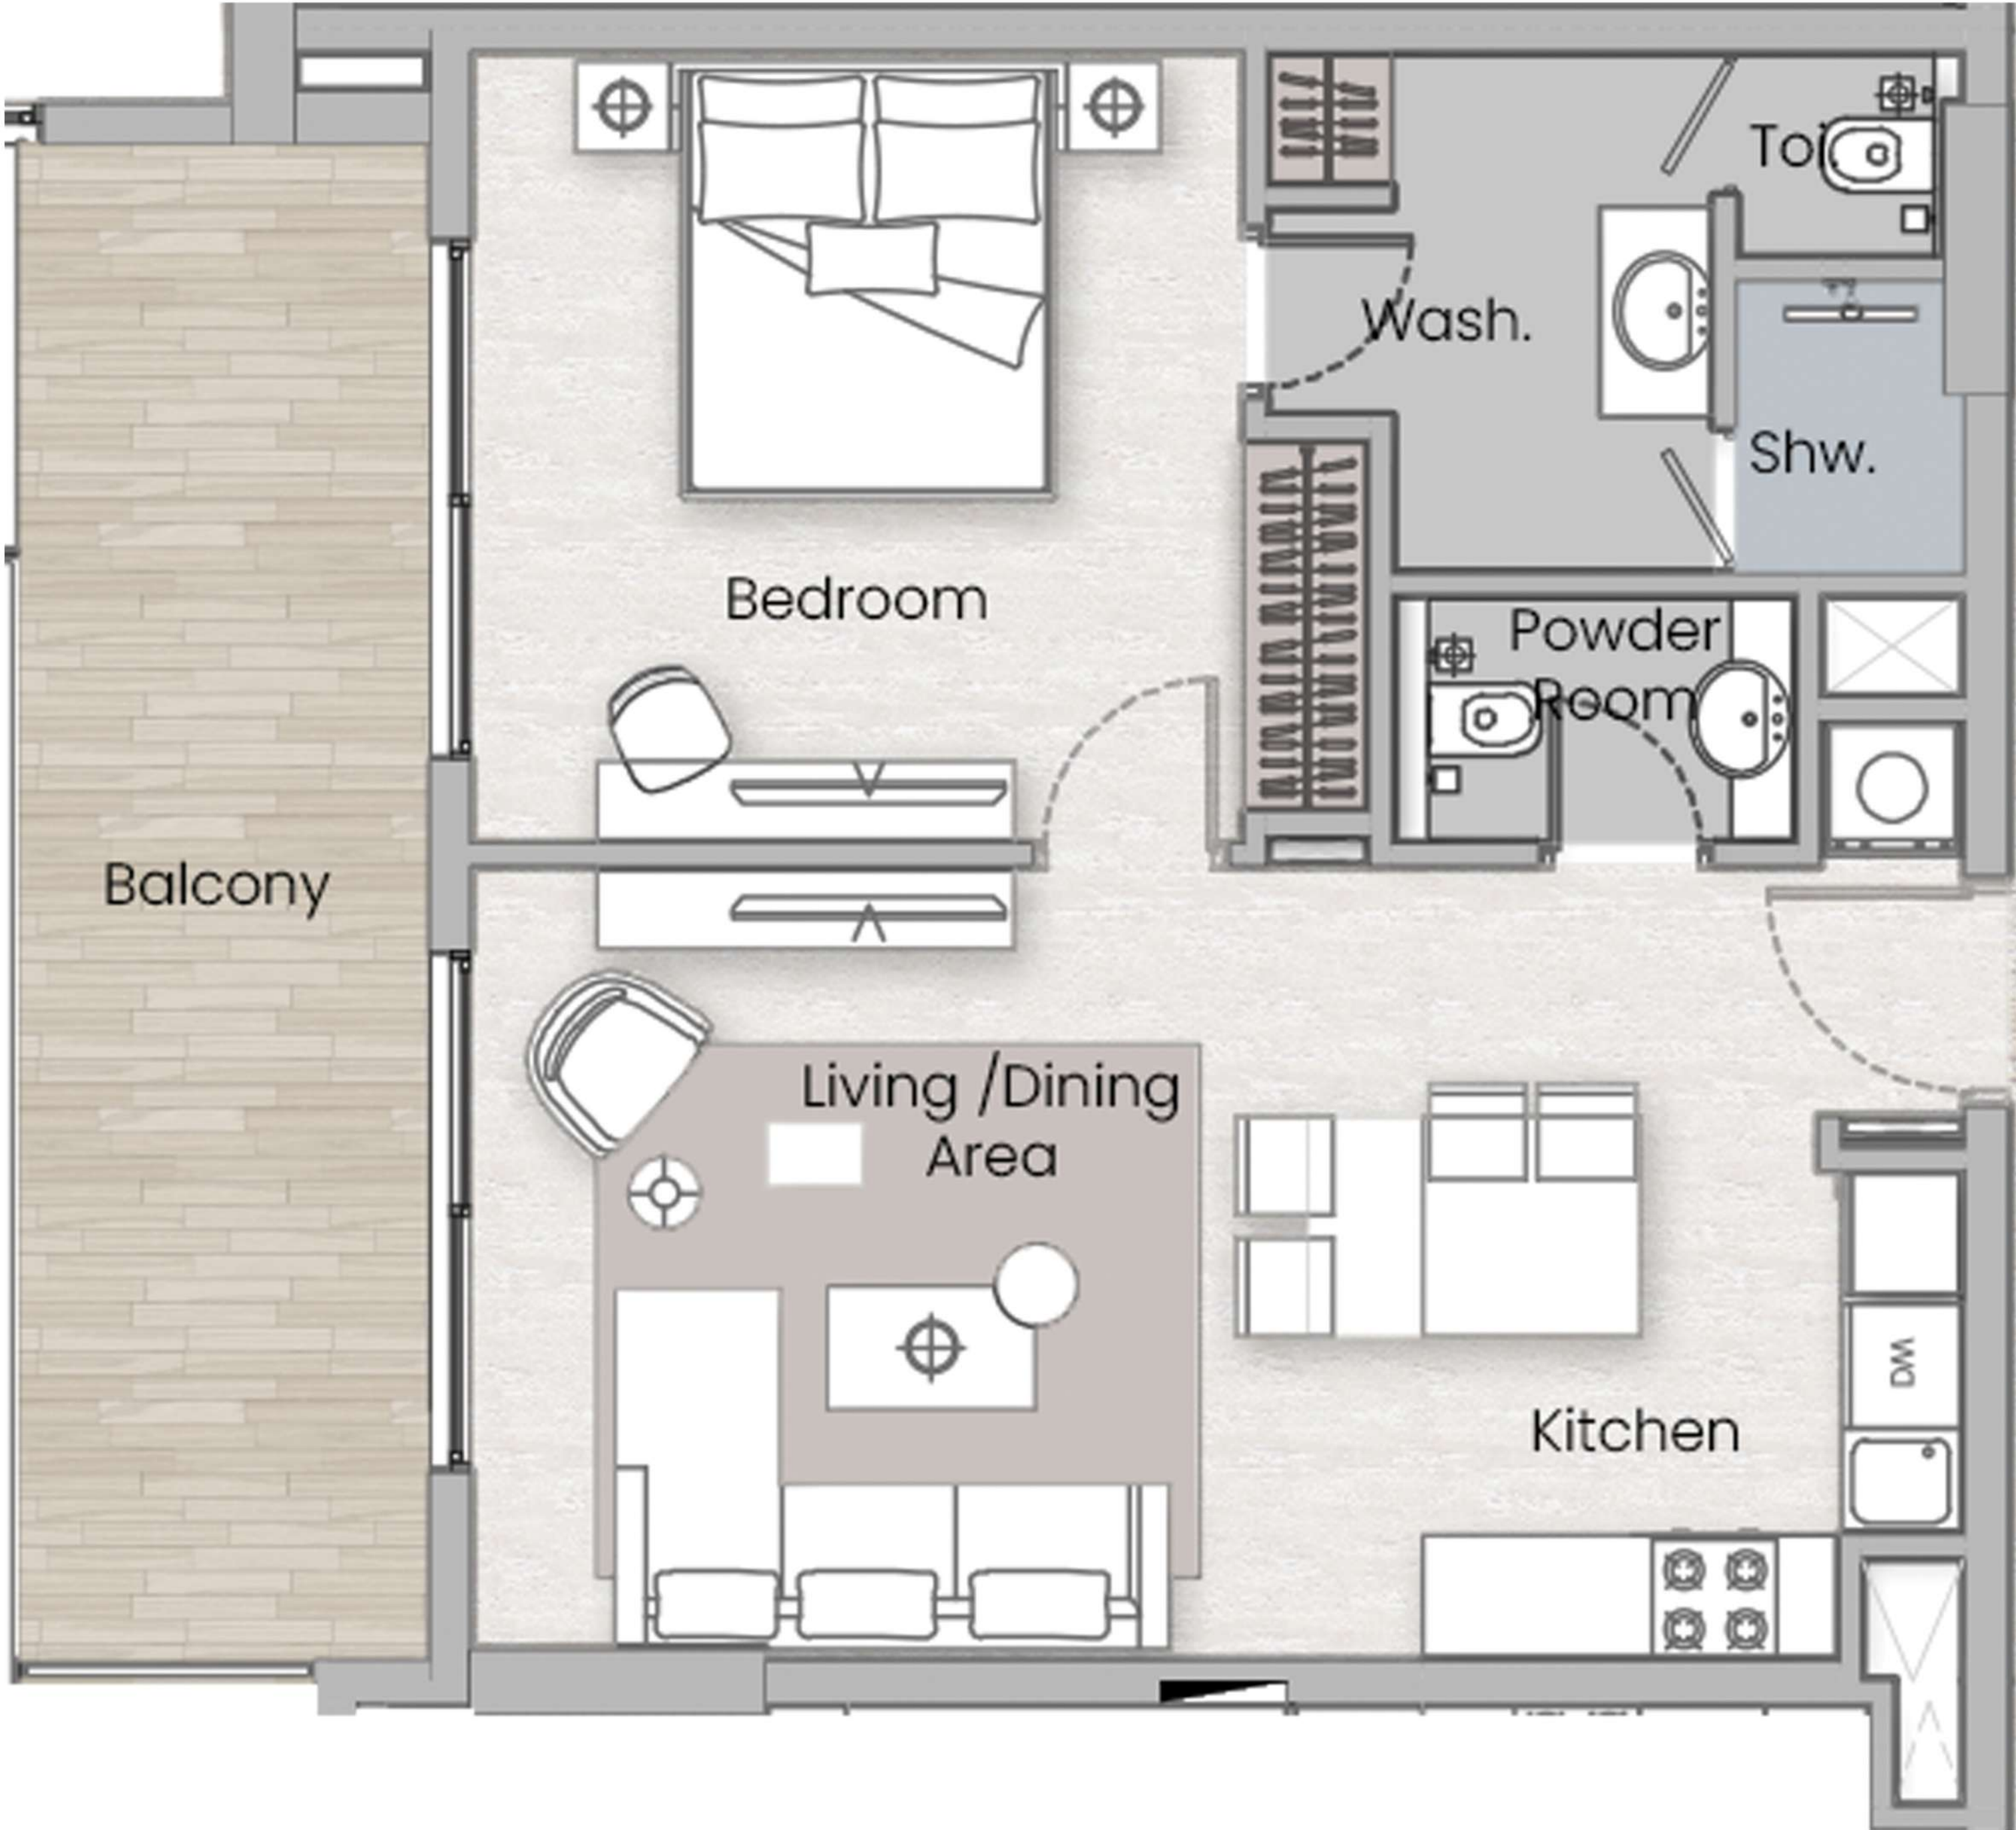 Toi.
Wash.
Shw.
Bedroom
Powder
Room
Balcony
Living /Dining
Area
DW
Kitchen